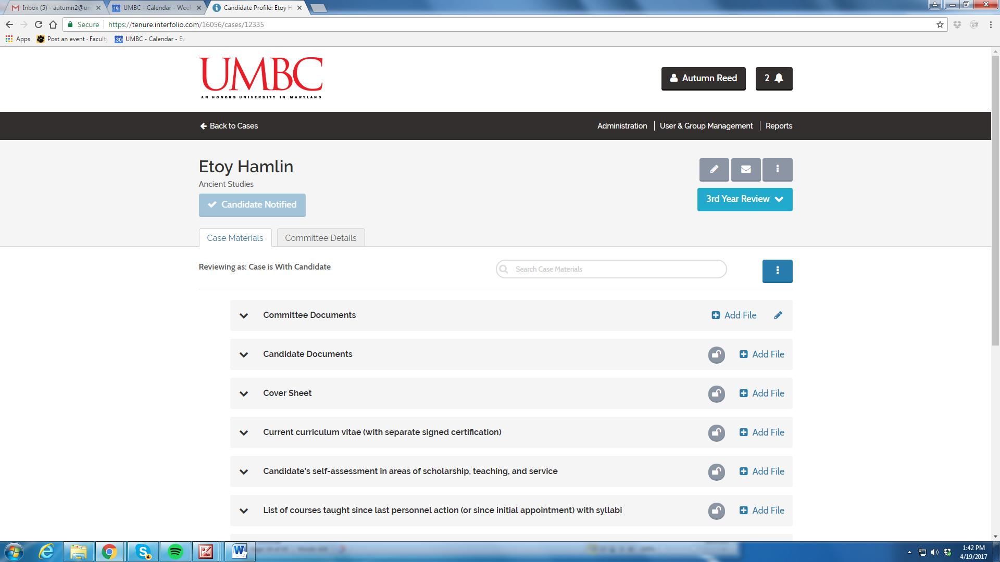 Inbox (5) - autumn2@um
UMBC - Calendar - Week
Candidate Profile: Etoy H
Secure
https://tenure.interfolio.com/16056/cases/12335
Apps
Post an event · Faculty
UMBC - Calendar - Ev
UMBC
AN HONORS UNIVERSITY IN MARYLAND
Autumn Reed
2
Back to Cases
Administration
User & Group Management
Reports
Etoy Hamlin
Ancient Studies
Candidate Notified
3rd Year Review
Case Materials
Committee Details
Reviewing as: Case is With Candidate
Search Case Materials
Committee Documents
Add File
Candidate Documents
Add File
Cover Sheet
Add File
Current curriculum vitae (with separate signed certification)
Add File
Candidate's self-assessment in areas of scholarship, teaching, and service
Add File
List of courses taught since last personnel action (or since initial appointment) with syllabi
Add File
1:42 PM
4/19/2017